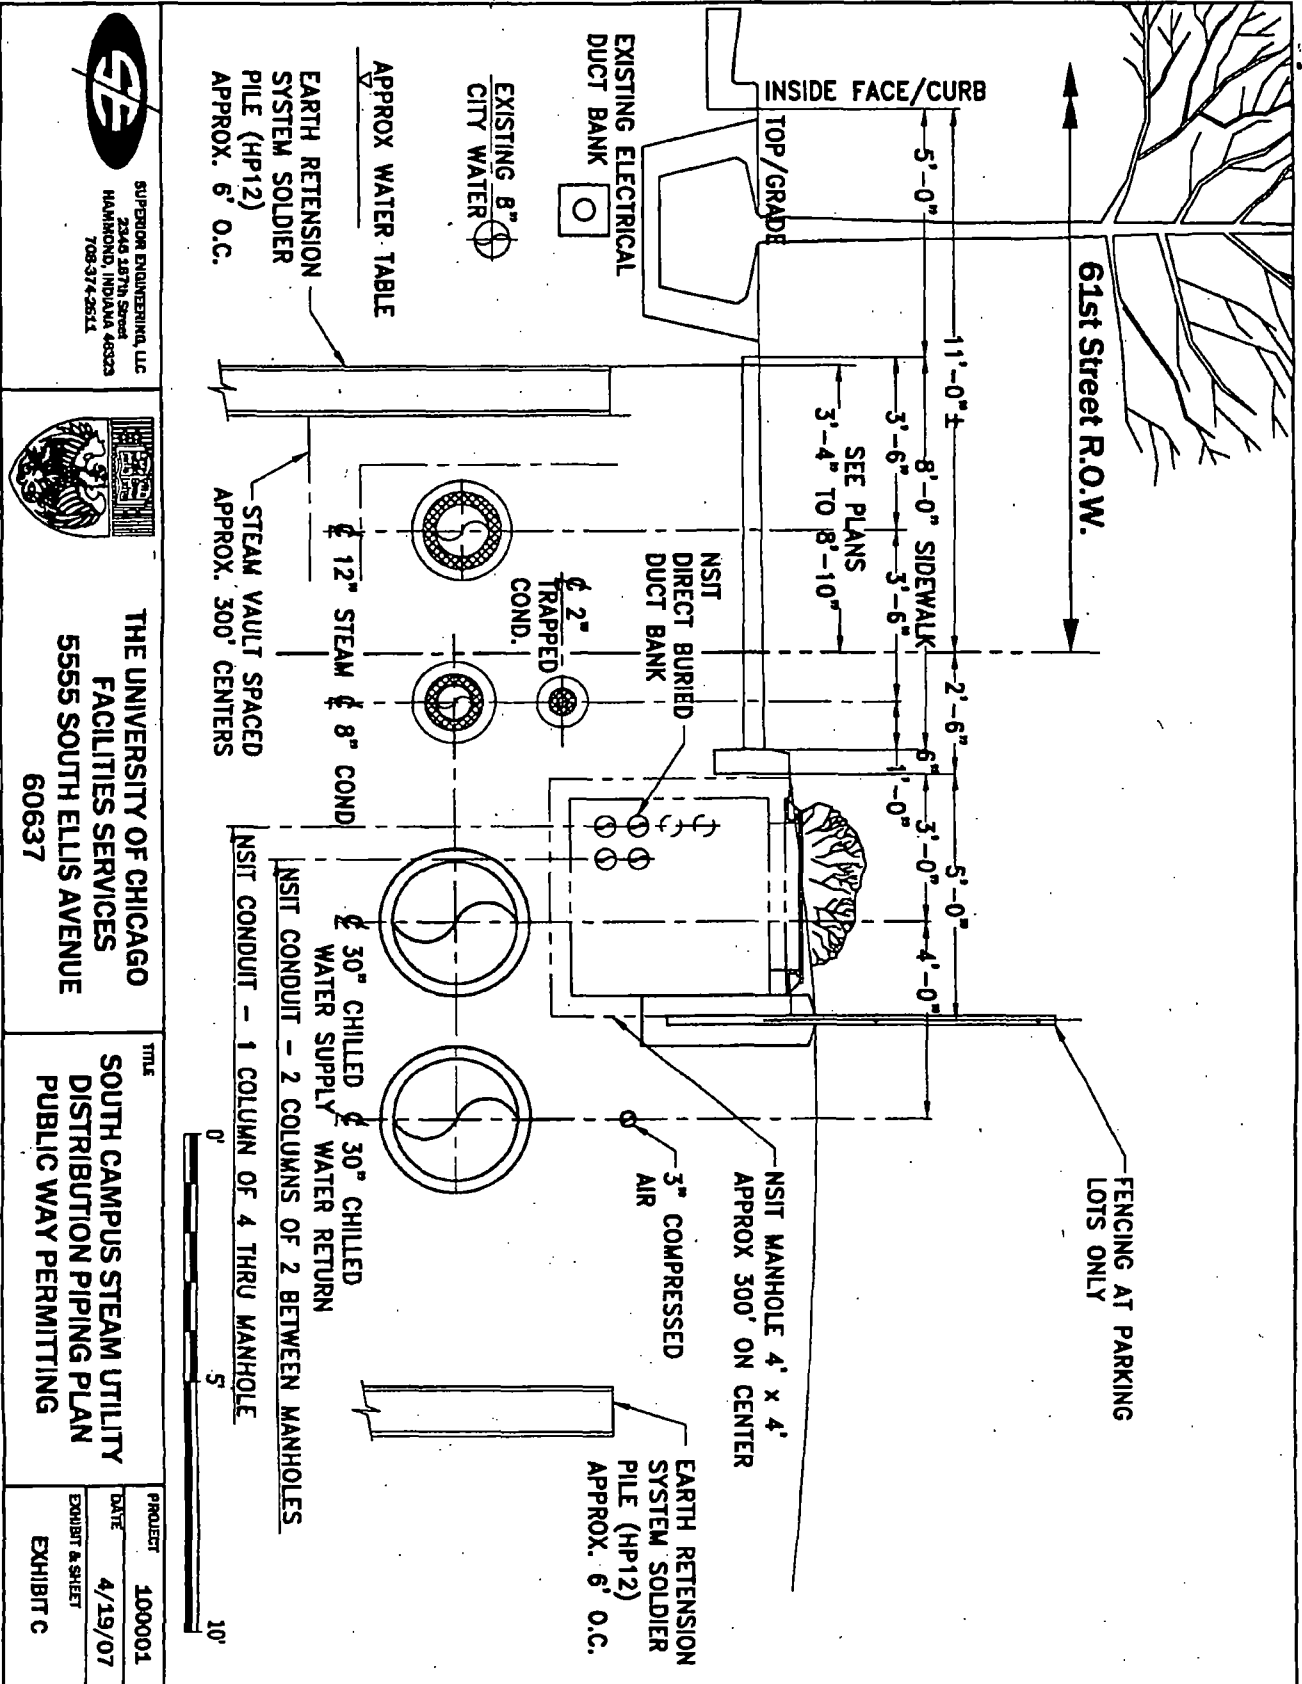 61st Street R.O.W.
INSIDE FACE/CURB
TOP/GRADE
11'-0"±
2'-6"
5'-0"
5'-0"
8'-0" SIDEWALK
6"
3'-0"
4'-0"
3'-6"
3'-6"
1'-0"
3'-4" TO 8'-10"
SEE PLANS
FENCING AT PARKING
LOTS ONLY
EXISTING ELECTRICAL
DUCT BANK
EXISTING 8"
CITY WATER
APPROX WATER TABLE
EARTH RETENSION
SYSTEM SOLDIER
PILE (HP12)
APPROX. 6' O.C.
NSIT
DIRECT BURIED
DUCT BANK
℄ 2"
TRAPPED
COND.
NSIT MANHOLE 4' x 4'
APPROX 300' ON CENTER
3" COMPRESSED
AIR
EARTH RETENSION
SYSTEM SOLDIER
PILE (HP12)
APPROX. 6' O.C.
℄ 12" STEAM
℄ 8" COND
℄ 30" CHILLED
WATER SUPPLY
℄ 30" CHILLED
WATER RETURN
STEAM VAULT SPACED
APPROX. 300' CENTERS
NSIT CONDUIT - 2 COLUMNS OF 2 BETWEEN MANHOLES
NSIT CONDUIT - 1 COLUMN OF 4 THRU MANHOLE
0'
5'
10'
SE
SUPERIOR ENGINEERING, LLC
2345 167th Street
HAMMOND, INDIANA 46323
708-374-2611
THE UNIVERSITY OF CHICAGO
FACILITIES SERVICES
5555 SOUTH ELLIS AVENUE
60637
TITLE
SOUTH CAMPUS STEAM UTILITY
DISTRIBUTION PIPING PLAN
PUBLIC WAY PERMITTING
PROJECT 100001
DATE 4/19/07
EXHIBIT & SHEET
EXHIBIT C